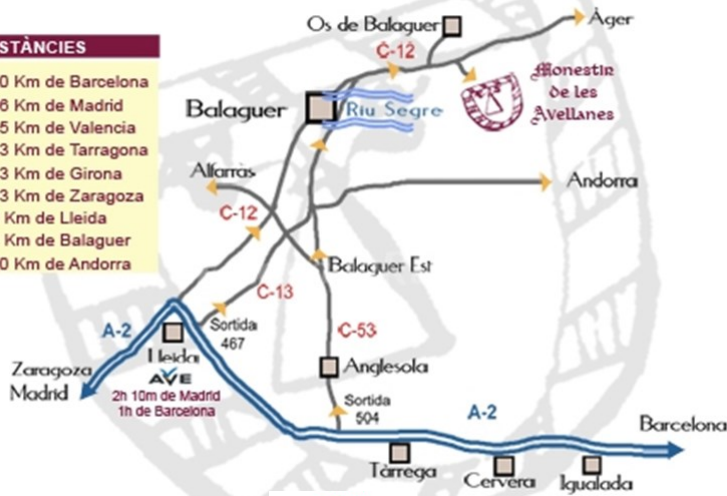 STÀNCIES
0 Km de Barcelona
6 Km de Madrid
5 Km de Valencia
3 Km de Tarragona
3 Km de Girona
3 Km de Zaragoza
Km de Lleida
Km de Balaguer
0 Km de Andorra
Os de Balaguer
Àger
C-12
Monestir
de les
Avellanes
Balaguer
Riu Segre
Alfarràs
Andorra
C-12
Balaguer Est
C-13
Sortida
467
C-53
A-2
Lleida
Zaragoza
Madrid
AVE
2h 10m de Madrid
1h de Barcelona
Anglesola
Sortida
504
A-2
Barcelona
Tàrrega
Cervera
Igualada